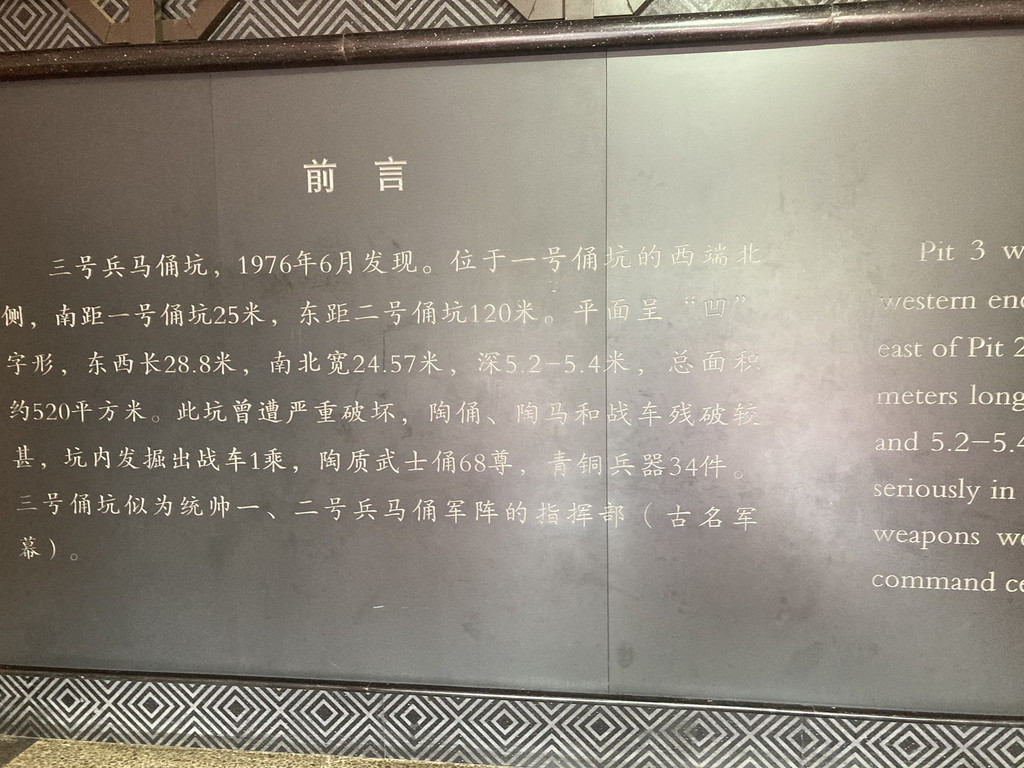 前 言
三号兵马俑坑，1976年6月发现。位于一号俑坑的西端北
侧，南距一号俑坑25米，东距二号俑坑120米。平面呈“凹”
字形，东西长28.8米，南北宽24.57米，深5.2-5.4米，总面积
约520平方米。此坑曾遭严重破坏，陶俑、陶马和战车残破较
甚，坑内发掘出战车1乘，陶质武士俑68尊，青铜兵器34件。
三号俑坑似为统帅一、二号兵马俑军阵的指挥部（古名军
幕）。
Pit 3
western
east of Pit 2
meters long
and 5.2-5.4
seriously in
weapons
command